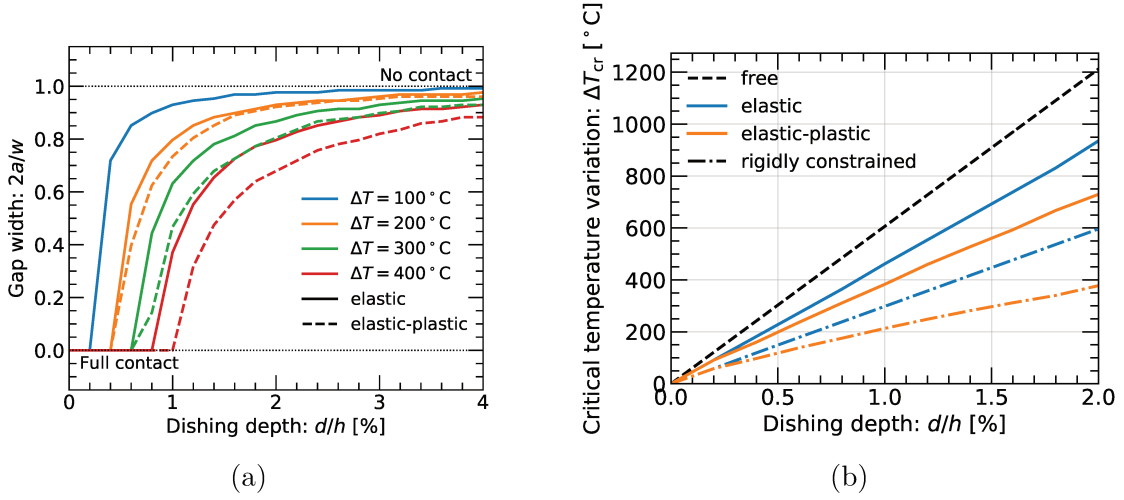 No contact
1.0
0.8
0.6
0.4
0.2
0.0
Gap width: 2a/w
ΔT = 100°C
ΔT = 200°C
ΔT = 300°C
ΔT = 400°C
elastic
elastic-plastic
Full contact
0 1 2 3 4
Dishing depth: d/h [%]
(a)
Critical temperature variation: ΔT_cr [°C]
1200
1000
800
600
400
200
0
free
elastic
elastic-plastic
rigidly constrained
0.0 0.5 1.0 1.5 2.0
Dishing depth: d/h [%]
(b)